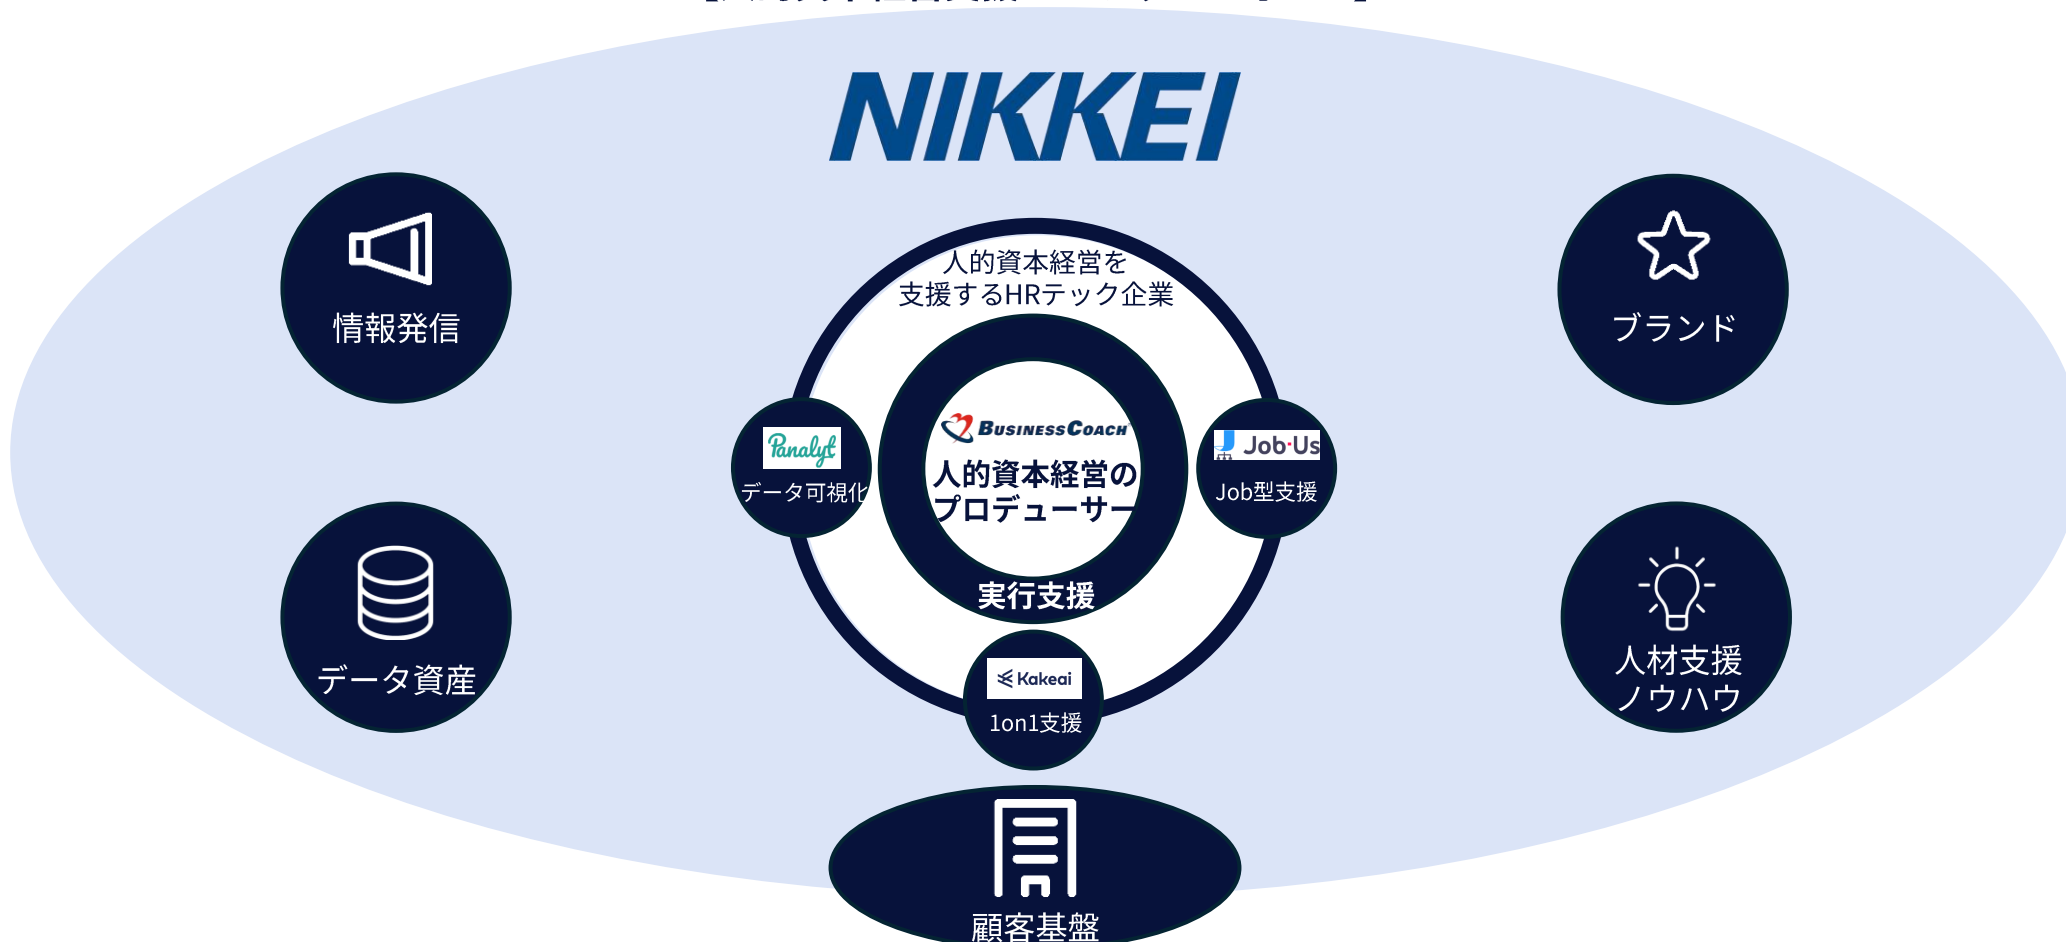 NIKKEI
人的資本経営を
支援するHRテック企業
情報発信
ブランド
BUSINESSCOACH
人的資本経営の
プロデューサー
実行支援
Panalyt
データ可視化
Job·Us
Job型支援
データ資産
人材支援
ノウハウ
Kakeai
1on1支援
顧客基盤